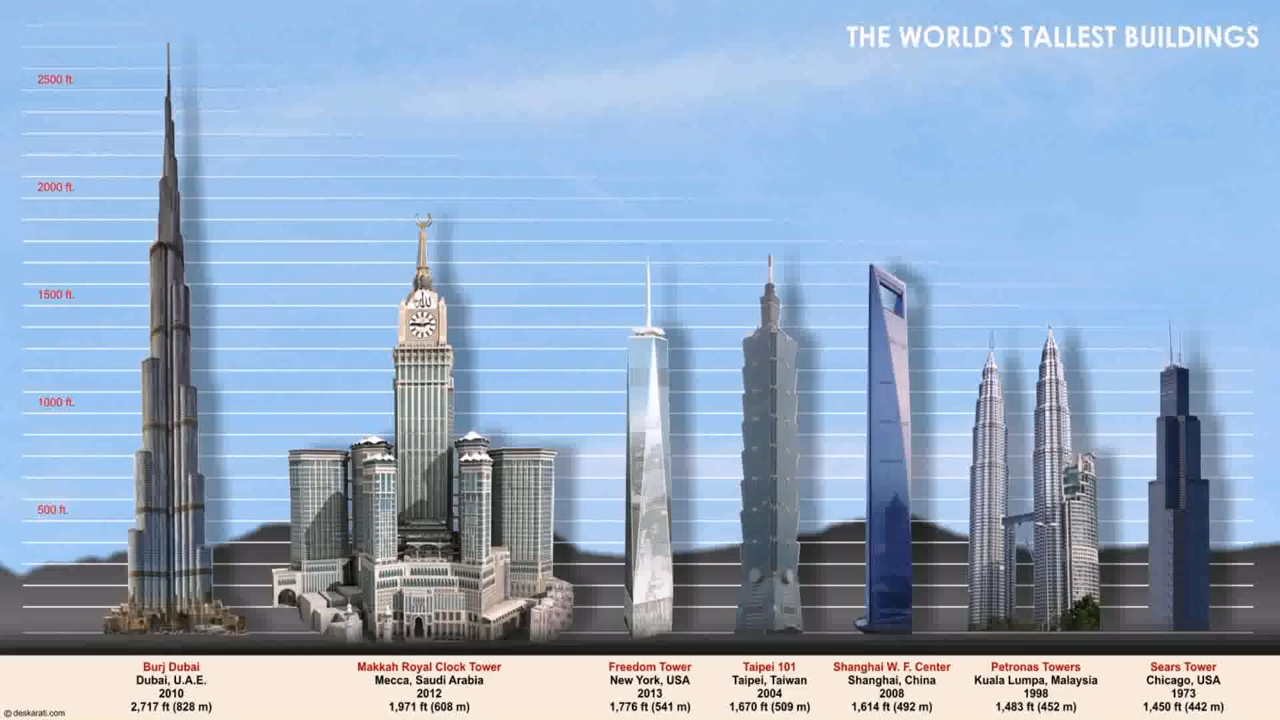 THE WORLD'S TALLEST BUILDINGS
2500 ft.
2000 ft.
1500 ft.
1000 ft.
500 ft.
Burj Dubai
Dubai, U.A.E.
2010
2,717 ft (828 m)
Makkah Royal Clock Tower
Mecca, Saudi Arabia
2012
1,971 ft (608 m)
Freedom Tower
New York, USA
2013
1,776 ft (541 m)
Taipei 101
Taipei, Taiwan
2004
1,670 ft (509 m)
Shanghai W. F. Center
Shanghai, China
2008
1,614 ft (492 m)
Petronas Towers
Kuala Lumpa, Malaysia
1998
1,483 ft (452 m)
Sears Tower
Chicago, USA
1973
1,450 ft (442 m)
© deskarati.com